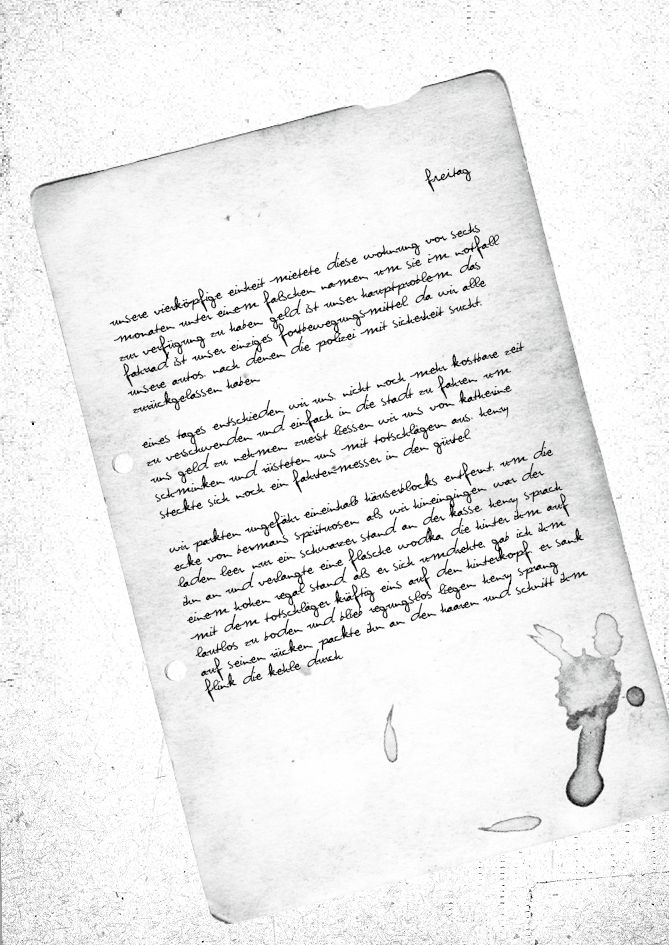 freitag
unsere vierköpfige einheit mietete diese wohnung vor sechs
monaten unter einem falschen namen um sie im notfall
zur verfügung zu haben geld ist unser hauptproblem das
fahrrad ist unser einziges fortbewegungsmittel da wir alle
unsere autos. nach denen die polizei mit sicherheit sucht.
zurückgelassen haben.
eines tages entschieden wir uns. nicht noch mehr kostbare zeit
zu verschwenden und einfach in die stadt zu fahren um
uns geld zu nehmen zuerst liessen wir uns von katherine
schminken und rüsteten uns mit totschlägern aus. henry
steckte sich noch ein fahrtenmesser in den gürtel
wir parkten ungefähr eineinhalb häuserblocks entfernt. um die
ecke von bermans spirituosen als wir hineingingen war der
laden leer nur ein schwarzer stand an der kasse henry sprach
ihn an und verlangte eine flasche wodka die hinter ihm auf
einem hohen regal stand als er sich umdrehte. gab ich ihm
mit dem totschläger kräftig eins auf den hinterkopf er sank
lautlos zu boden und blieb regungslos liegen henry sprang
auf seinen rücken packte ihn an den haaren und schnitt ihm
flink die kehle durch